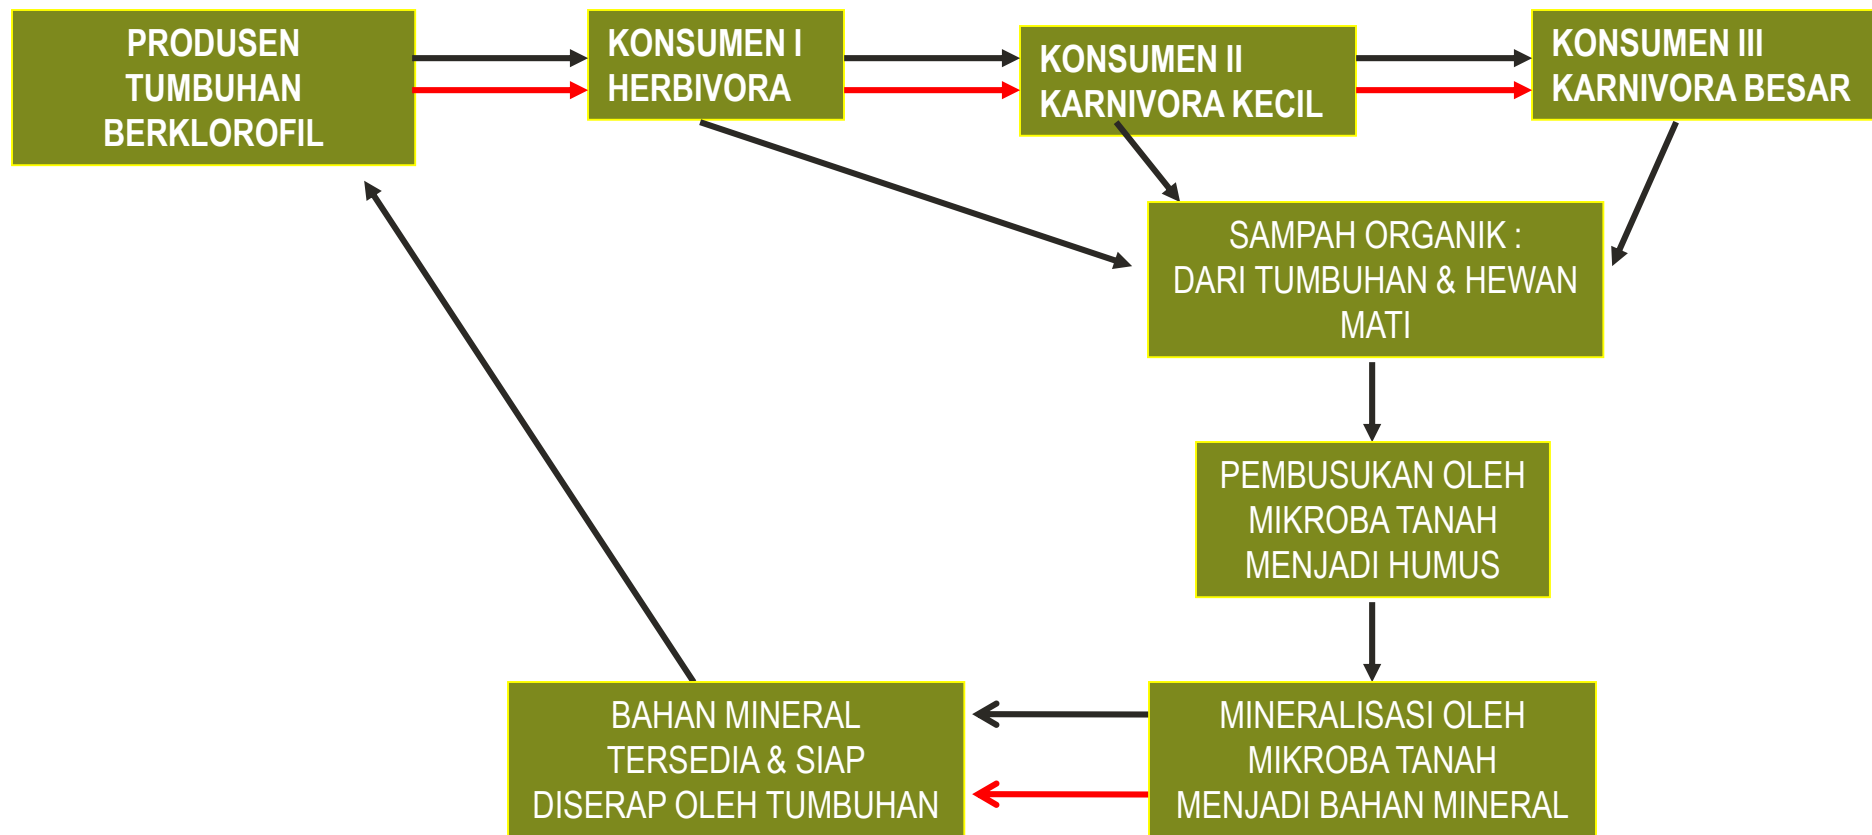 PRODUSEN
TUMBUHAN
BERKLOROFIL
KONSUMEN I
HERBIVORA
KONSUMEN II
KARNIVORA KECIL
KONSUMEN III
KARNIVORA BESAR
SAMPAH ORGANIK :
DARI TUMBUHAN & HEWAN
MATI
PEMBUSUKAN OLEH
MIKROBA TANAH
MENJADI HUMUS
BAHAN MINERAL
TERSEDIA & SIAP
DISERAP OLEH TUMBUHAN
MINERALISASI OLEH
MIKROBA TANAH
MENJADI BAHAN MINERAL